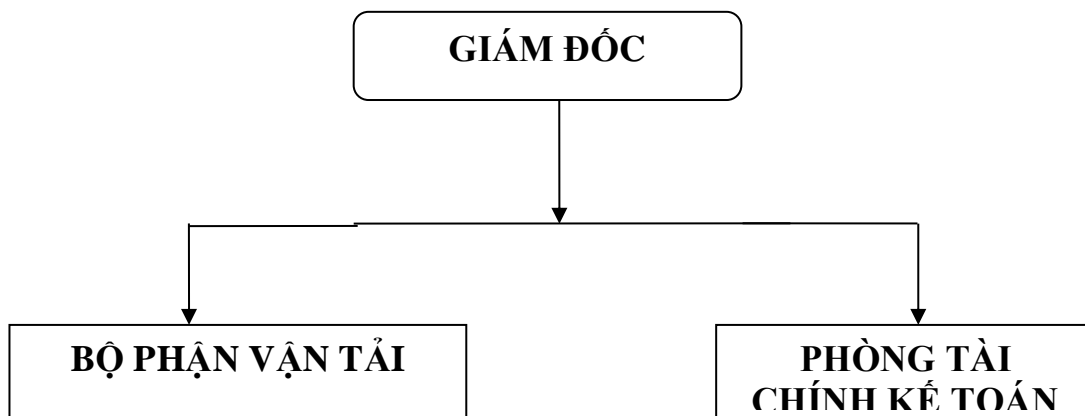 GIÁM ĐỐC
BỘ PHẬN VẬN TẢI
PHÒNG TÀI
CHÍNH KẾ TOÁN